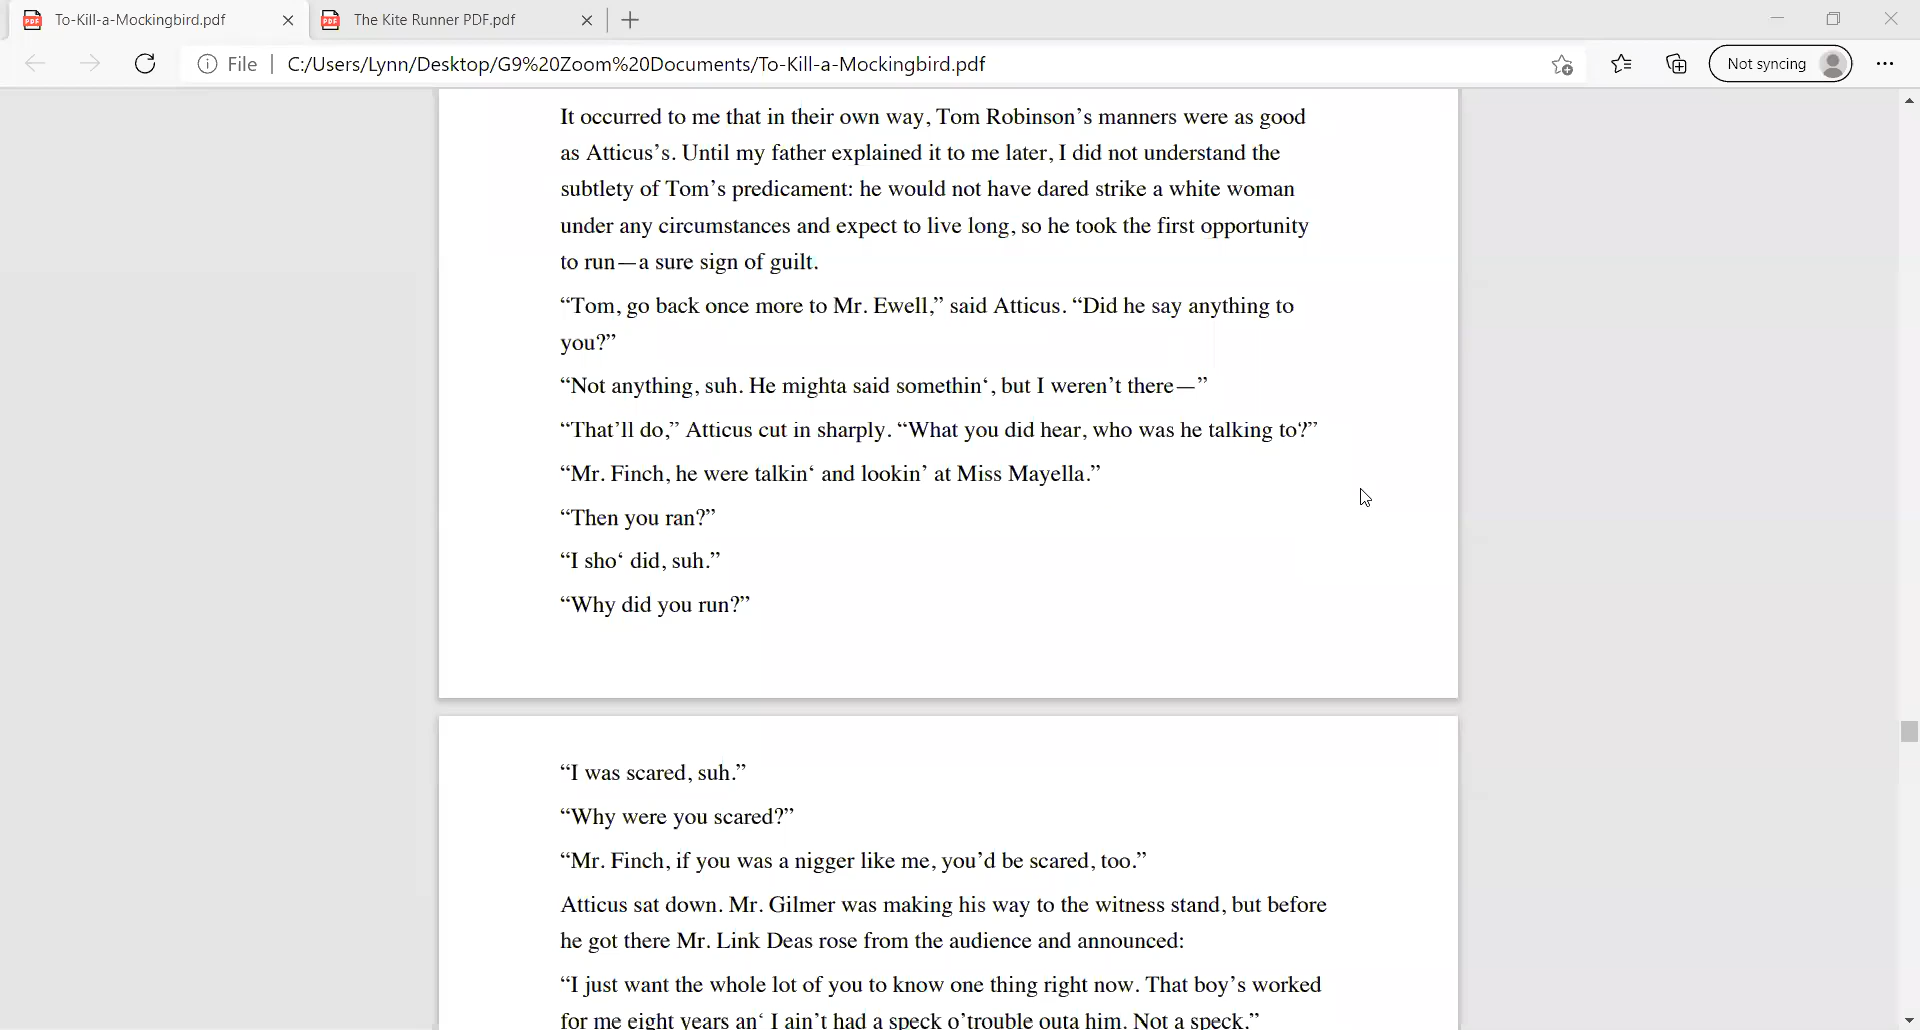 To-Kill-a-Mockingbird.pdf
The Kite Runner PDF.pdf
File
C:/Users/Lynn/Desktop/G9%20Zoom%20Documents/To-Kill-a-Mockingbird.pdf
Not syncing
It occurred to me that in their own way, Tom Robinson’s manners were as good
as Atticus’s. Until my father explained it to me later, I did not understand the
subtlety of Tom’s predicament: he would not have dared strike a white woman
under any circumstances and expect to live long, so he took the first opportunity
to run—a sure sign of guilt.
“Tom, go back once more to Mr. Ewell,” said Atticus. “Did he say anything to
you?”
“Not anything, suh. He mighta said somethin‘, but I weren’t there—”
“That’ll do,” Atticus cut in sharply. “What you did hear, who was he talking to?”
“Mr. Finch, he were talkin‘ and lookin’ at Miss Mayella.”
“Then you ran?”
“I sho‘ did, suh.”
“Why did you run?”
“I was scared, suh.”
“Why were you scared?”
“Mr. Finch, if you was a nigger like me, you’d be scared, too.”
Atticus sat down. Mr. Gilmer was making his way to the witness stand, but before
he got there Mr. Link Deas rose from the audience and announced:
“I just want the whole lot of you to know one thing right now. That boy’s worked
for me eight years an‘ I ain’t had a speck o’trouble outa him. Not a speck.”